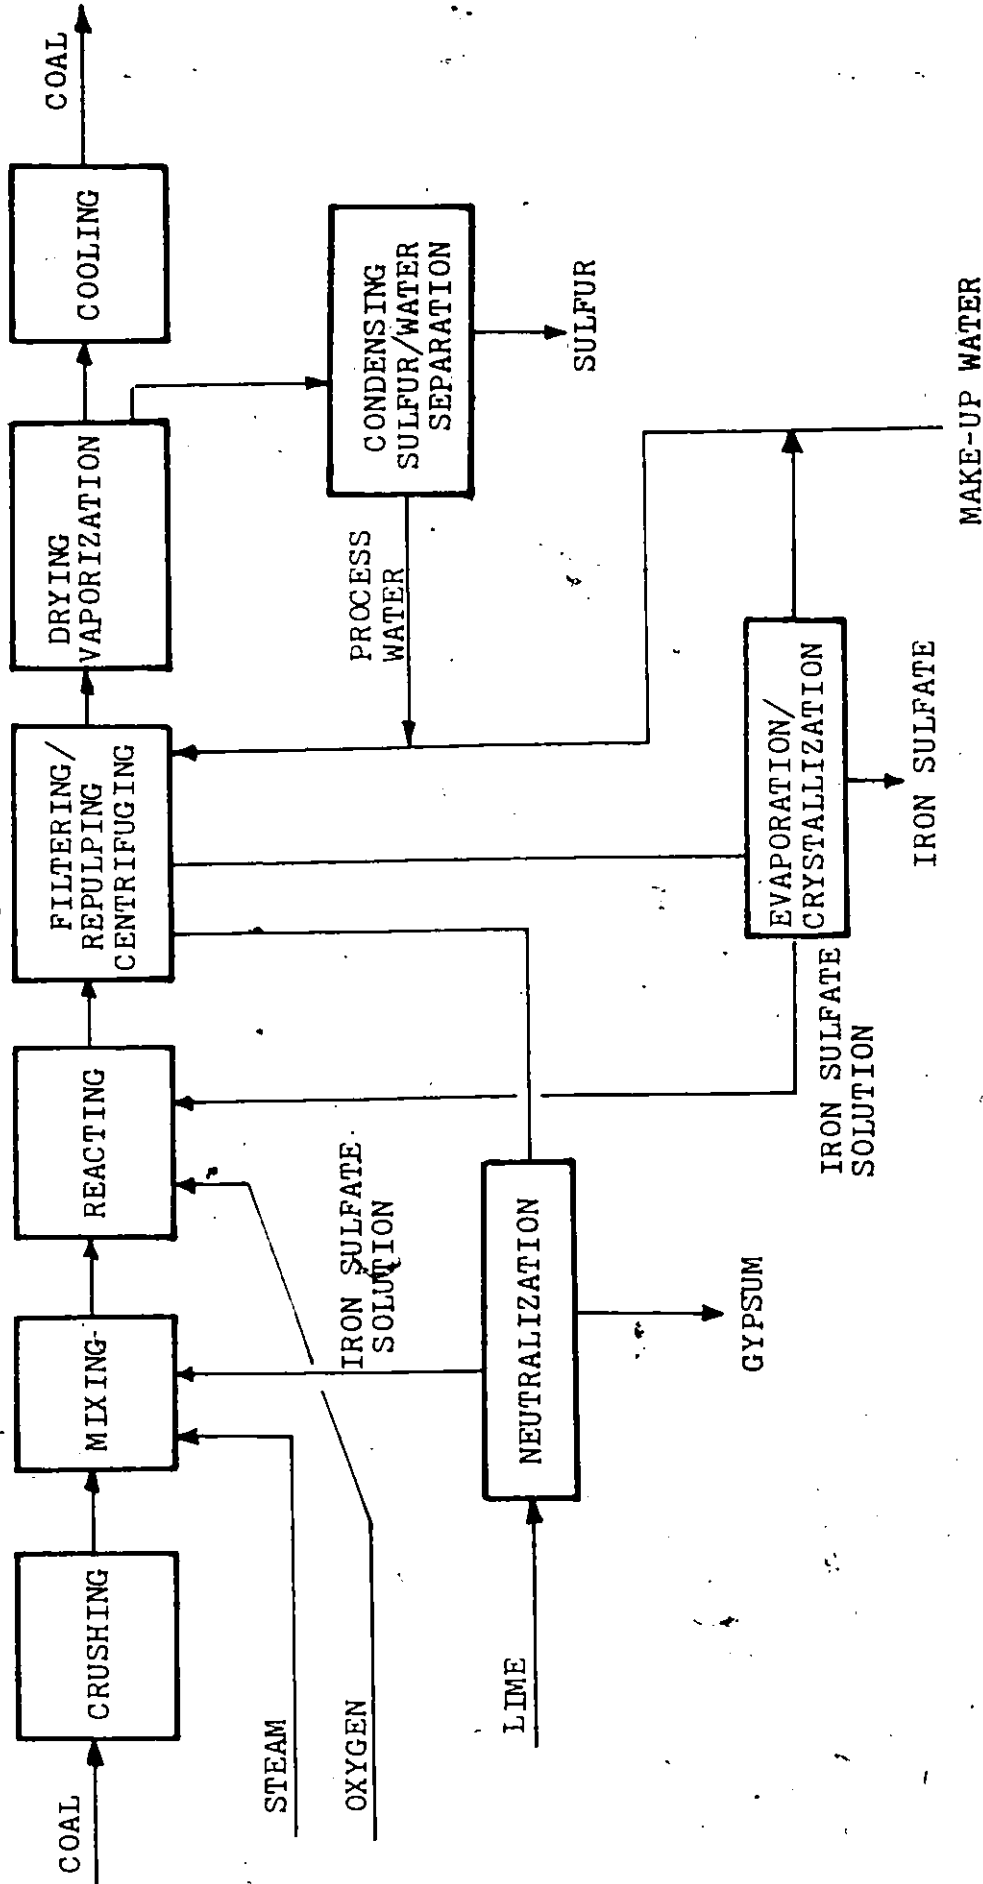 COAL
CRUSHING
MIXING
REACTING
FILTERING/
REPULPING
CENTRIFUGING
DRYING
VAPORIZATION
COOLING
COAL
STEAM
OXYGEN
IRON SULFATE
SOLUTION
PROCESS
WATER
CONDENSING
SULFUR/WATER
SEPARATION
SULFUR
LIME
NEUTRALIZATION
GYPSUM
IRON SULFATE
SOLUTION
EVAPORATION/
CRYSTALLIZATION
IRON SULFATE
MAKE-UP WATER